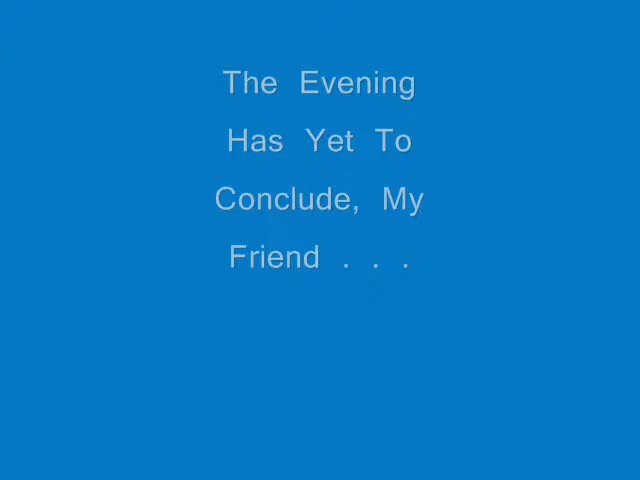 The Evening
Has Yet To
Conclude, My
Friend . . .